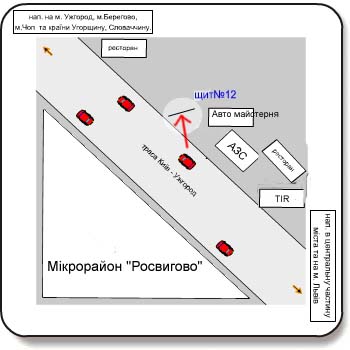 нап. на м. Ужгород, м.Берегово,
м.Чоп та країни Угорщину, Словаччину.
ресторан
щит№12
Авто майстерня
АЗС
ресторан
TIR
траса Київ - Ужгород
Мікрорайон "Росвигово"
нап. в центральну частину
міста та на м. Львів